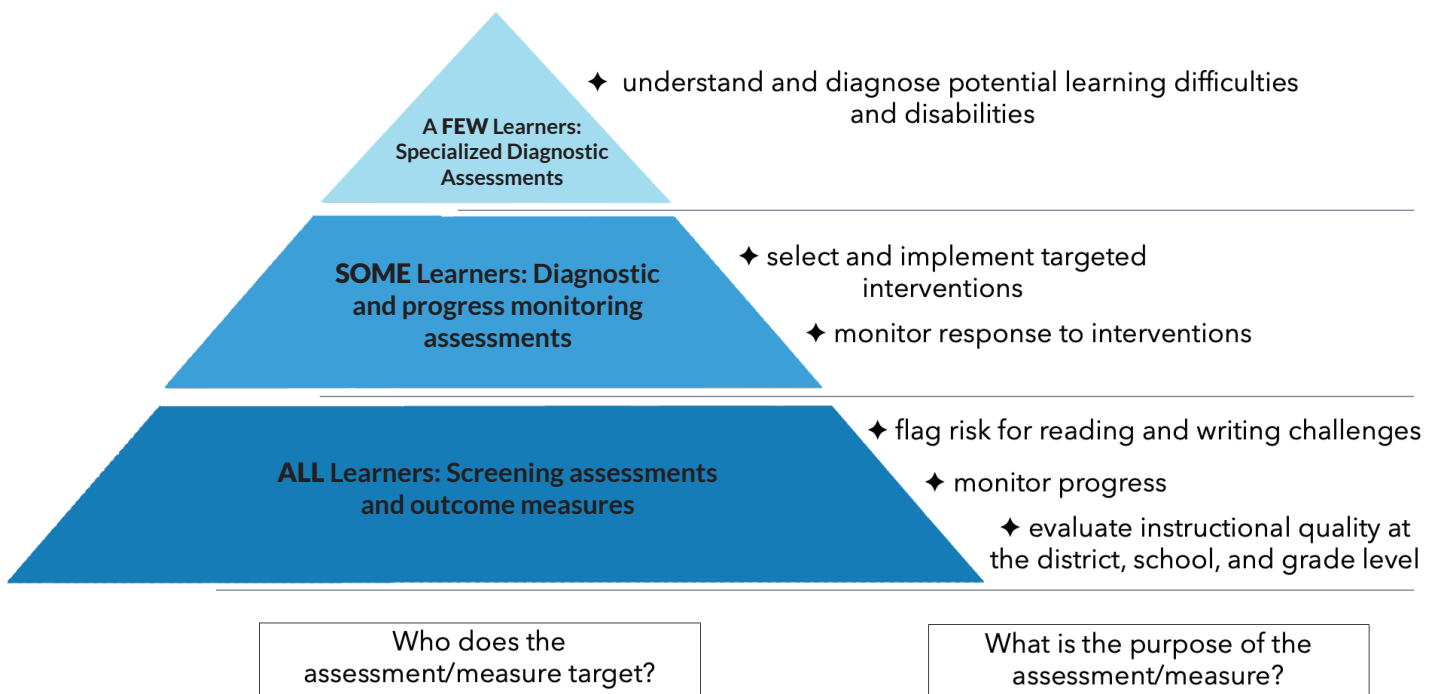 A FEW Learners:
Specialized Diagnostic
Assessments
✦ understand and diagnose potential learning difficulties
and disabilities
SOME Learners: Diagnostic
and progress monitoring
assessments
✦ select and implement targeted
interventions
✦ monitor response to interventions
ALL Learners: Screening assessments
and outcome measures
✦ flag risk for reading and writing challenges
✦ monitor progress
✦ evaluate instructional quality at
the district, school, and grade level
Who does the
assessment/measure target?
What is the purpose of the
assessment/measure?